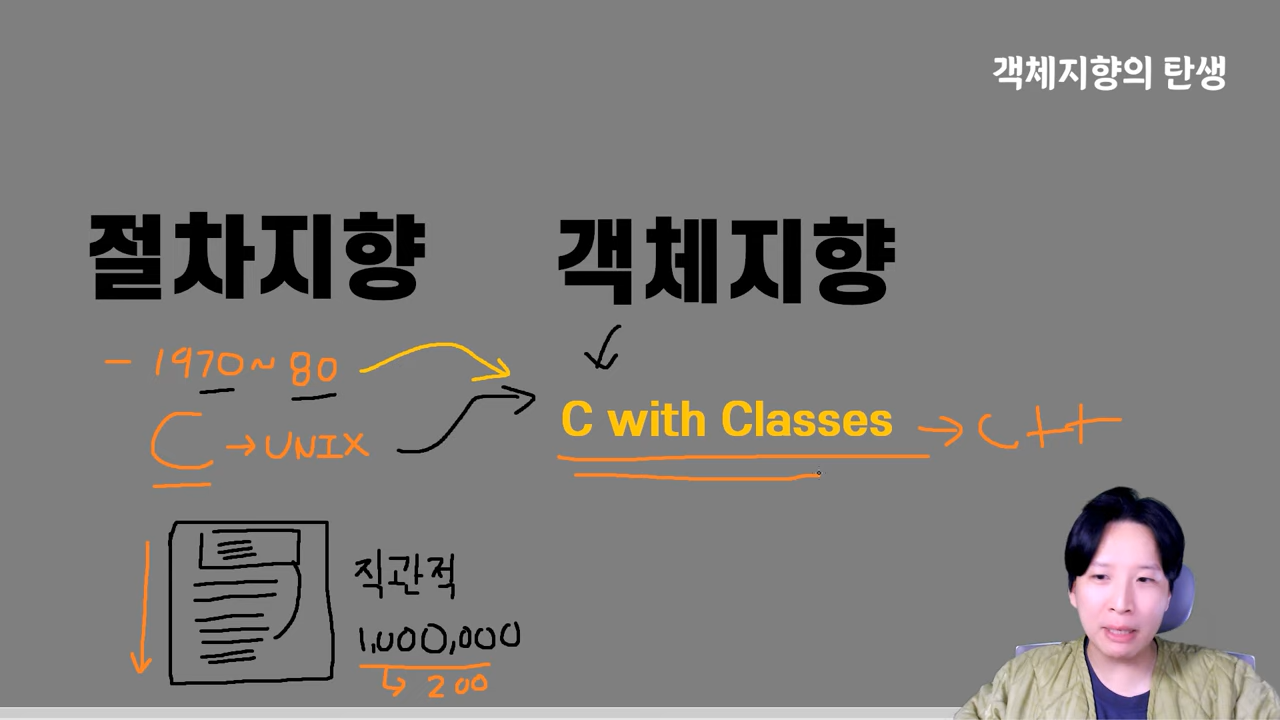 객체지향의 탄생
절차지향
객체지향
- 1970 ~ 80
C → UNIX
C with Classes → C++
직관적
1,000,000
↳ 200